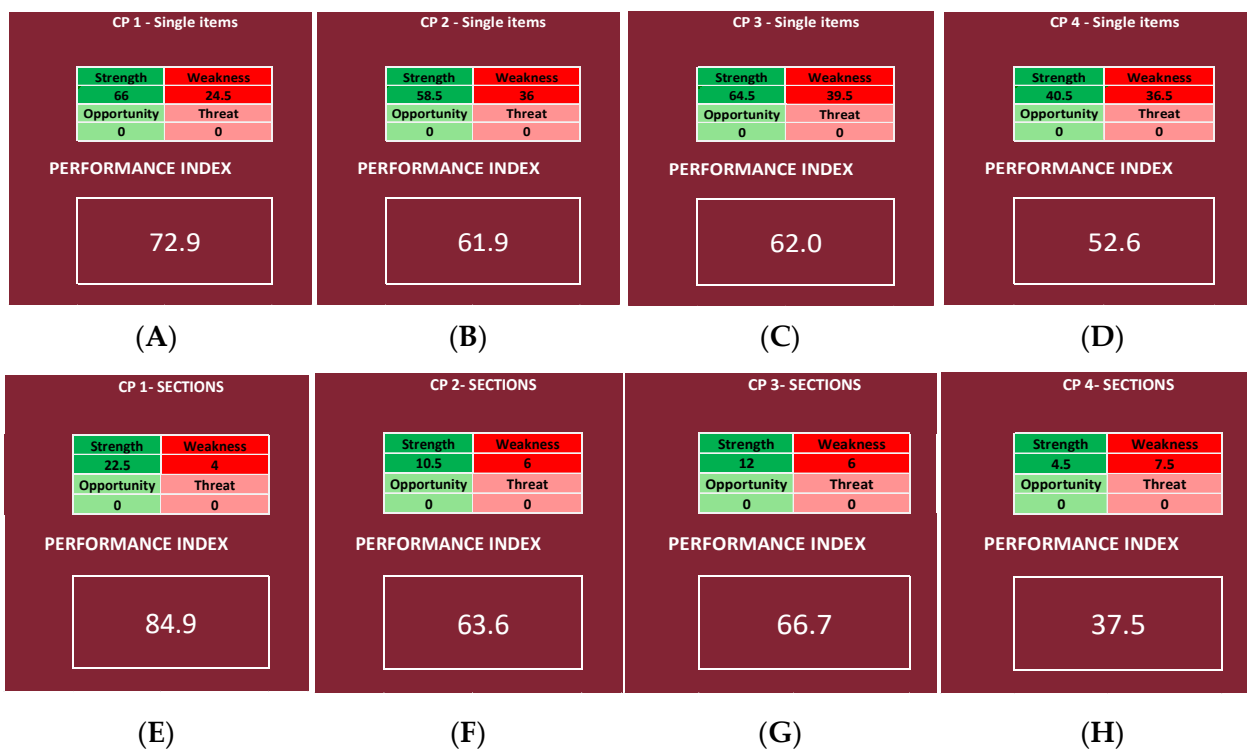 CP 1 - Single items
Strength Weakness
66 24.5
Opportunity Threat
0 0
PERFORMANCE INDEX
72.9
(A)
CP 2 - Single items
Strength Weakness
58.5 36
Opportunity Threat
0 0
PERFORMANCE INDEX
61.9
(B)
CP 3 - Single items
Strength Weakness
64.5 39.5
Opportunity Threat
0 0
PERFORMANCE INDEX
62.0
(C)
CP 4 - Single items
Strength Weakness
40.5 36.5
Opportunity Threat
0 0
PERFORMANCE INDEX
52.6
(D)
CP 1- SECTIONS
Strength Weakness
22.5 4
Opportunity Threat
0 0
PERFORMANCE INDEX
84.9
(E)
CP 2- SECTIONS
Strength Weakness
10.5 6
Opportunity Threat
0 0
PERFORMANCE INDEX
63.6
(F)
CP 3- SECTIONS
Strength Weakness
12 6
Opportunity Threat
0 0
PERFORMANCE INDEX
66.7
(G)
CP 4- SECTIONS
Strength Weakness
4.5 7.5
Opportunity Threat
0 0
PERFORMANCE INDEX
37.5
(H)